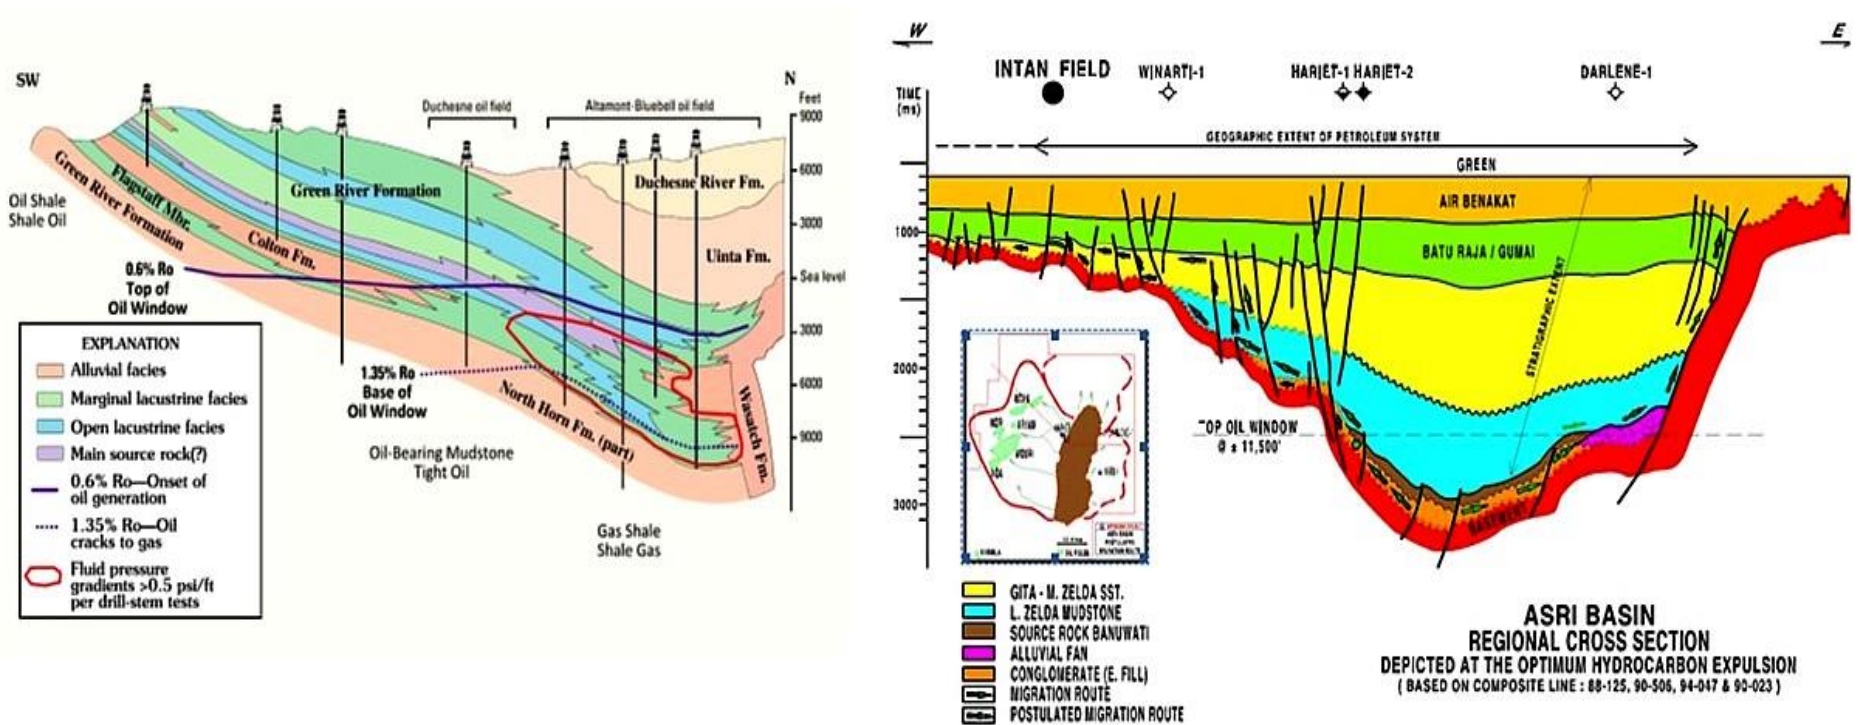 SW
N
Feet
9000
6000
3000
Sea level
3000
6000
9000
Duchesne oil field
Altamont-Bluebell oil field
Green River Formation
Duchesne River Fm.
Uinta Fm.
Flagstaff Mbr.
Green River Formation
Colton Fm.
North Horn Fm. (part)
Wasatch Fm.
Oil Shale
Shale Oil
0.6% Ro
Top of
Oil Window
1.35% Ro
Base of
Oil Window
Oil-Bearing Mudstone
Tight Oil
Gas Shale
Shale Gas
EXPLANATION
Alluvial facies
Marginal lacustrine facies
Open lacustrine facies
Main source rock(?)
0.6% Ro—Onset of
oil generation
1.35% Ro—Oil
cracks to gas
Fluid pressure
gradients >0.5 psi/ft
per drill-stem tests
W
E
INTAN FIELD
WINARTI-1
HARIET-1 HARIET-2
DARLENE-1
TIME
(ms)
GEOGRAPHIC EXTENT OF PETROLEUM SYSTEM
GREEN
AIR BENAKAT
1000
BATU RAJA / GUMAI
STRATIGRAPHIC EXTENT
2000
TOP OIL WINDOW
@ ± 11,500'
3000
BASEMENT
GITA - M. ZELDA SST.
L. ZELDA MUDSTONE
SOURCE ROCK BANUWATI
ALLUVIAL FAN
CONGLOMERATE (E. FILL)
MIGRATION ROUTE
POSTULATED MIGRATION ROUTE
ASRI BASIN
REGIONAL CROSS SECTION
DEPICTED AT THE OPTIMUM HYDROCARBON EXPULSION
( BASED ON COMPOSITE LINE : 88-125, 90-506, 94-047 & 90-023 )